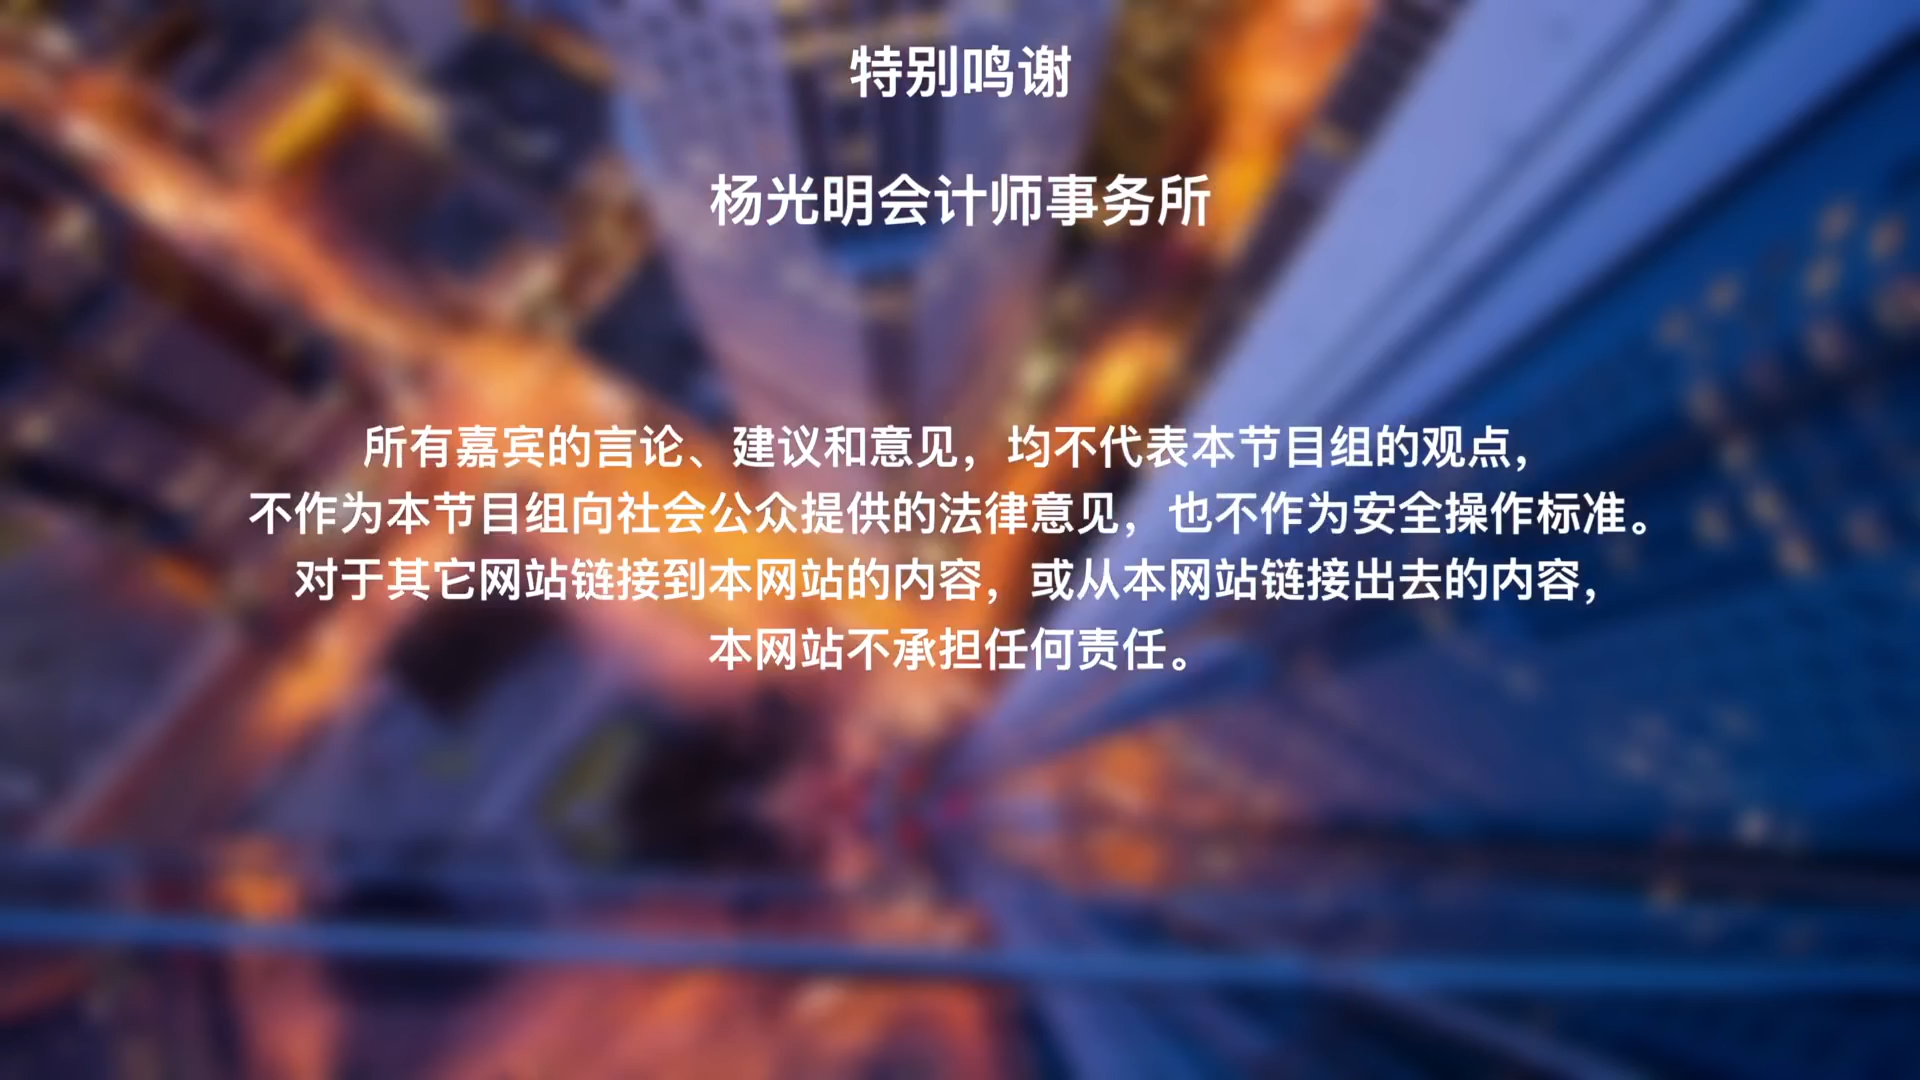 特别鸣谢
杨光明会计师事务所
所有嘉宾的言论、建议和意见，均不代表本节目组的观点，
不作为本节目组向社会公众提供的法律意见，也不作为安全操作标准。
对于其它网站链接到本网站的内容，或从本网站链接出去的内容，
本网站不承担任何责任。